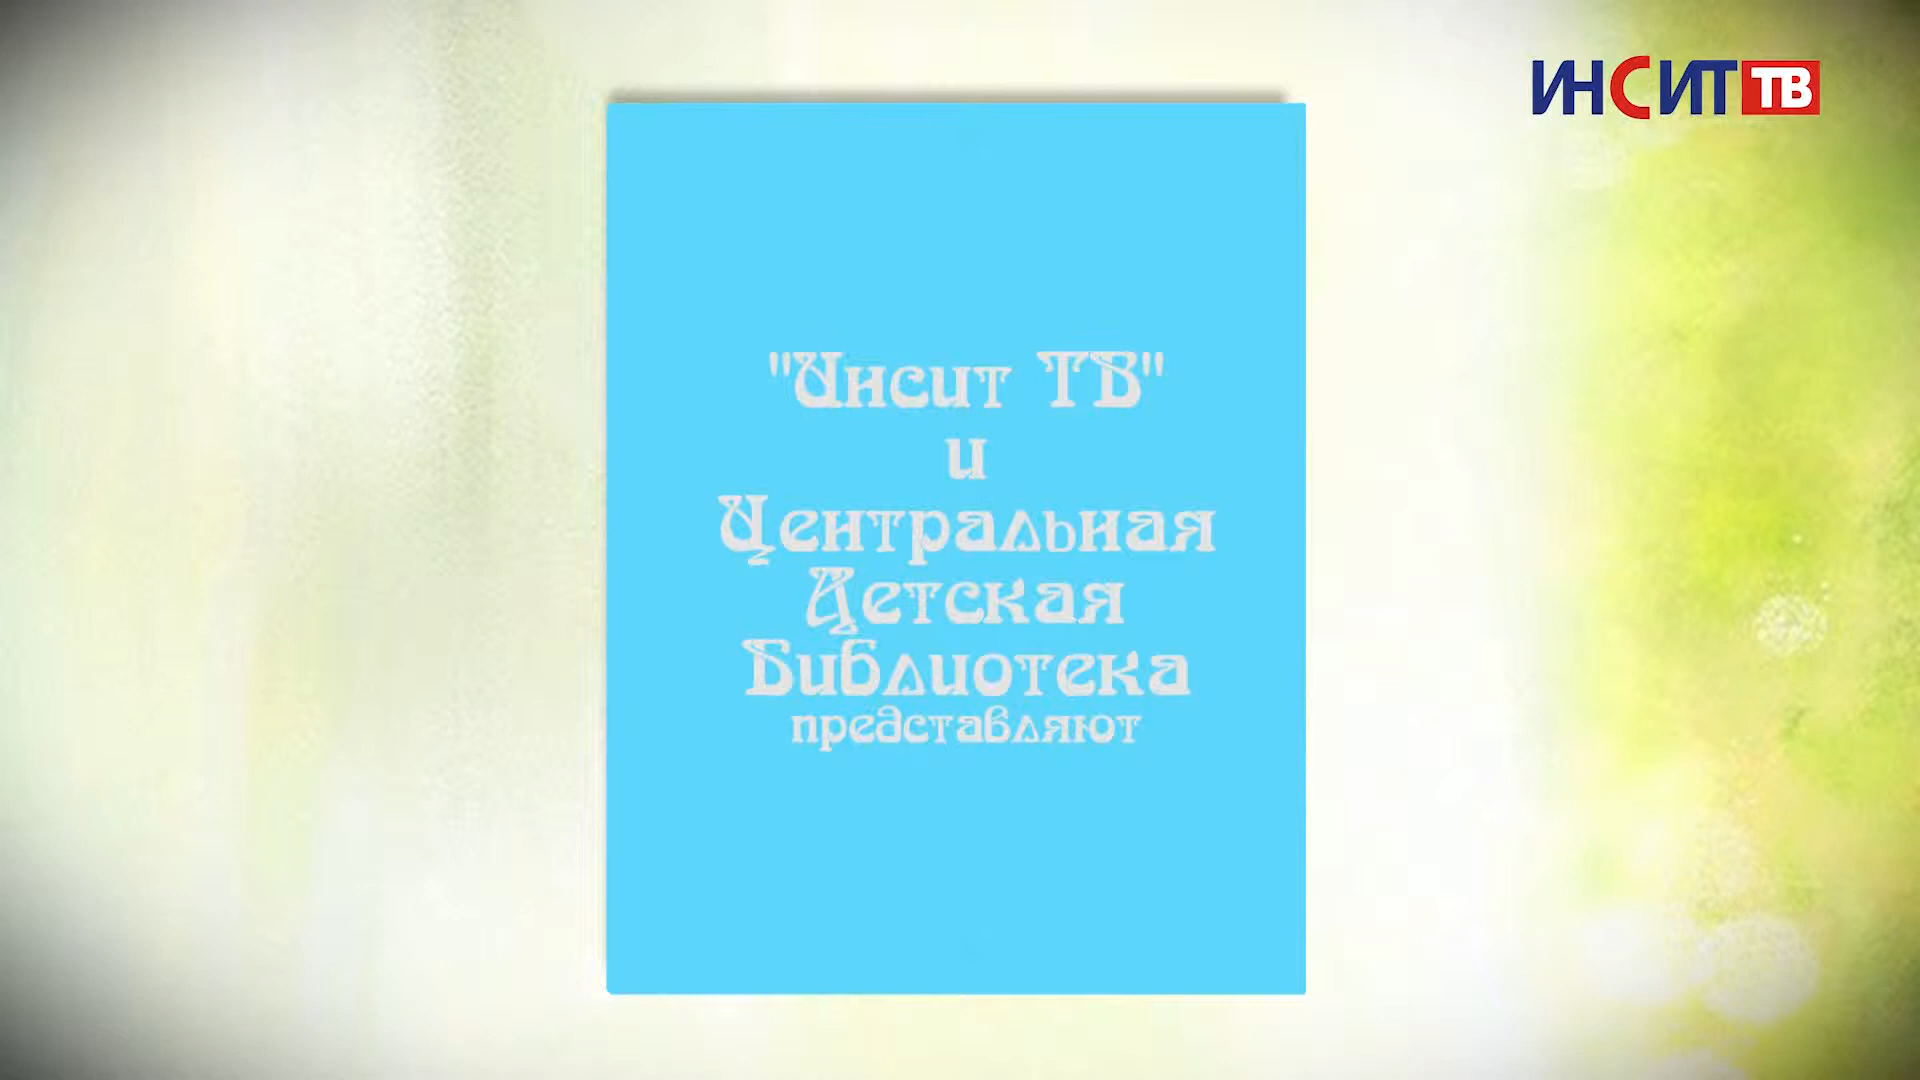 ИНСИТ ТВ
"Инсит ТВ"
и
Центральная
Детская
Библиотека
представляют